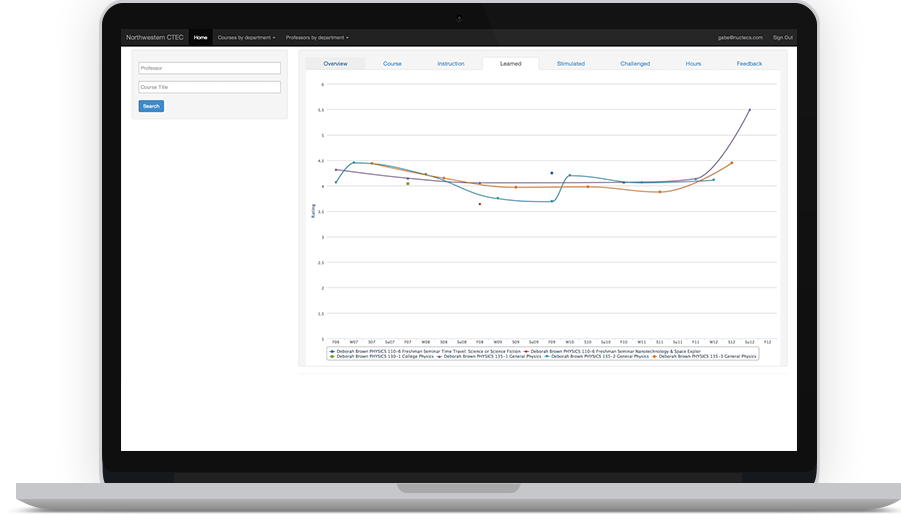 Northwestern CTEC Home Courses by department Professors by department gabe@nuctecs.com Sign Out
Professor
Course Title
Search
Overview Course Instruction Learned Stimulated Challenged Hours Feedback
6
5.5
5
4.5
4
3.5
3
2.5
2
1.5
1
Rating
F06 W07 S07 Su07 F07 W08 S08 Su08 F08 W09 S09 Su09 F09 W10 S10 Su10 F10 W11 S11 Su11 F11 W12 S12 Su12 F12
Deborah Brown PHYSICS 110-6 Freshman Seminar Time Travel: Science or Science Fiction Deborah Brown PHYSICS 110-6 Freshman Seminar Nanotechnology & Space Explor
Deborah Brown PHYSICS 130-1 College Physics Deborah Brown PHYSICS 135-1 General Physics Deborah Brown PHYSICS 135-2 General Physics Deborah Brown PHYSICS 135-3 General Physics